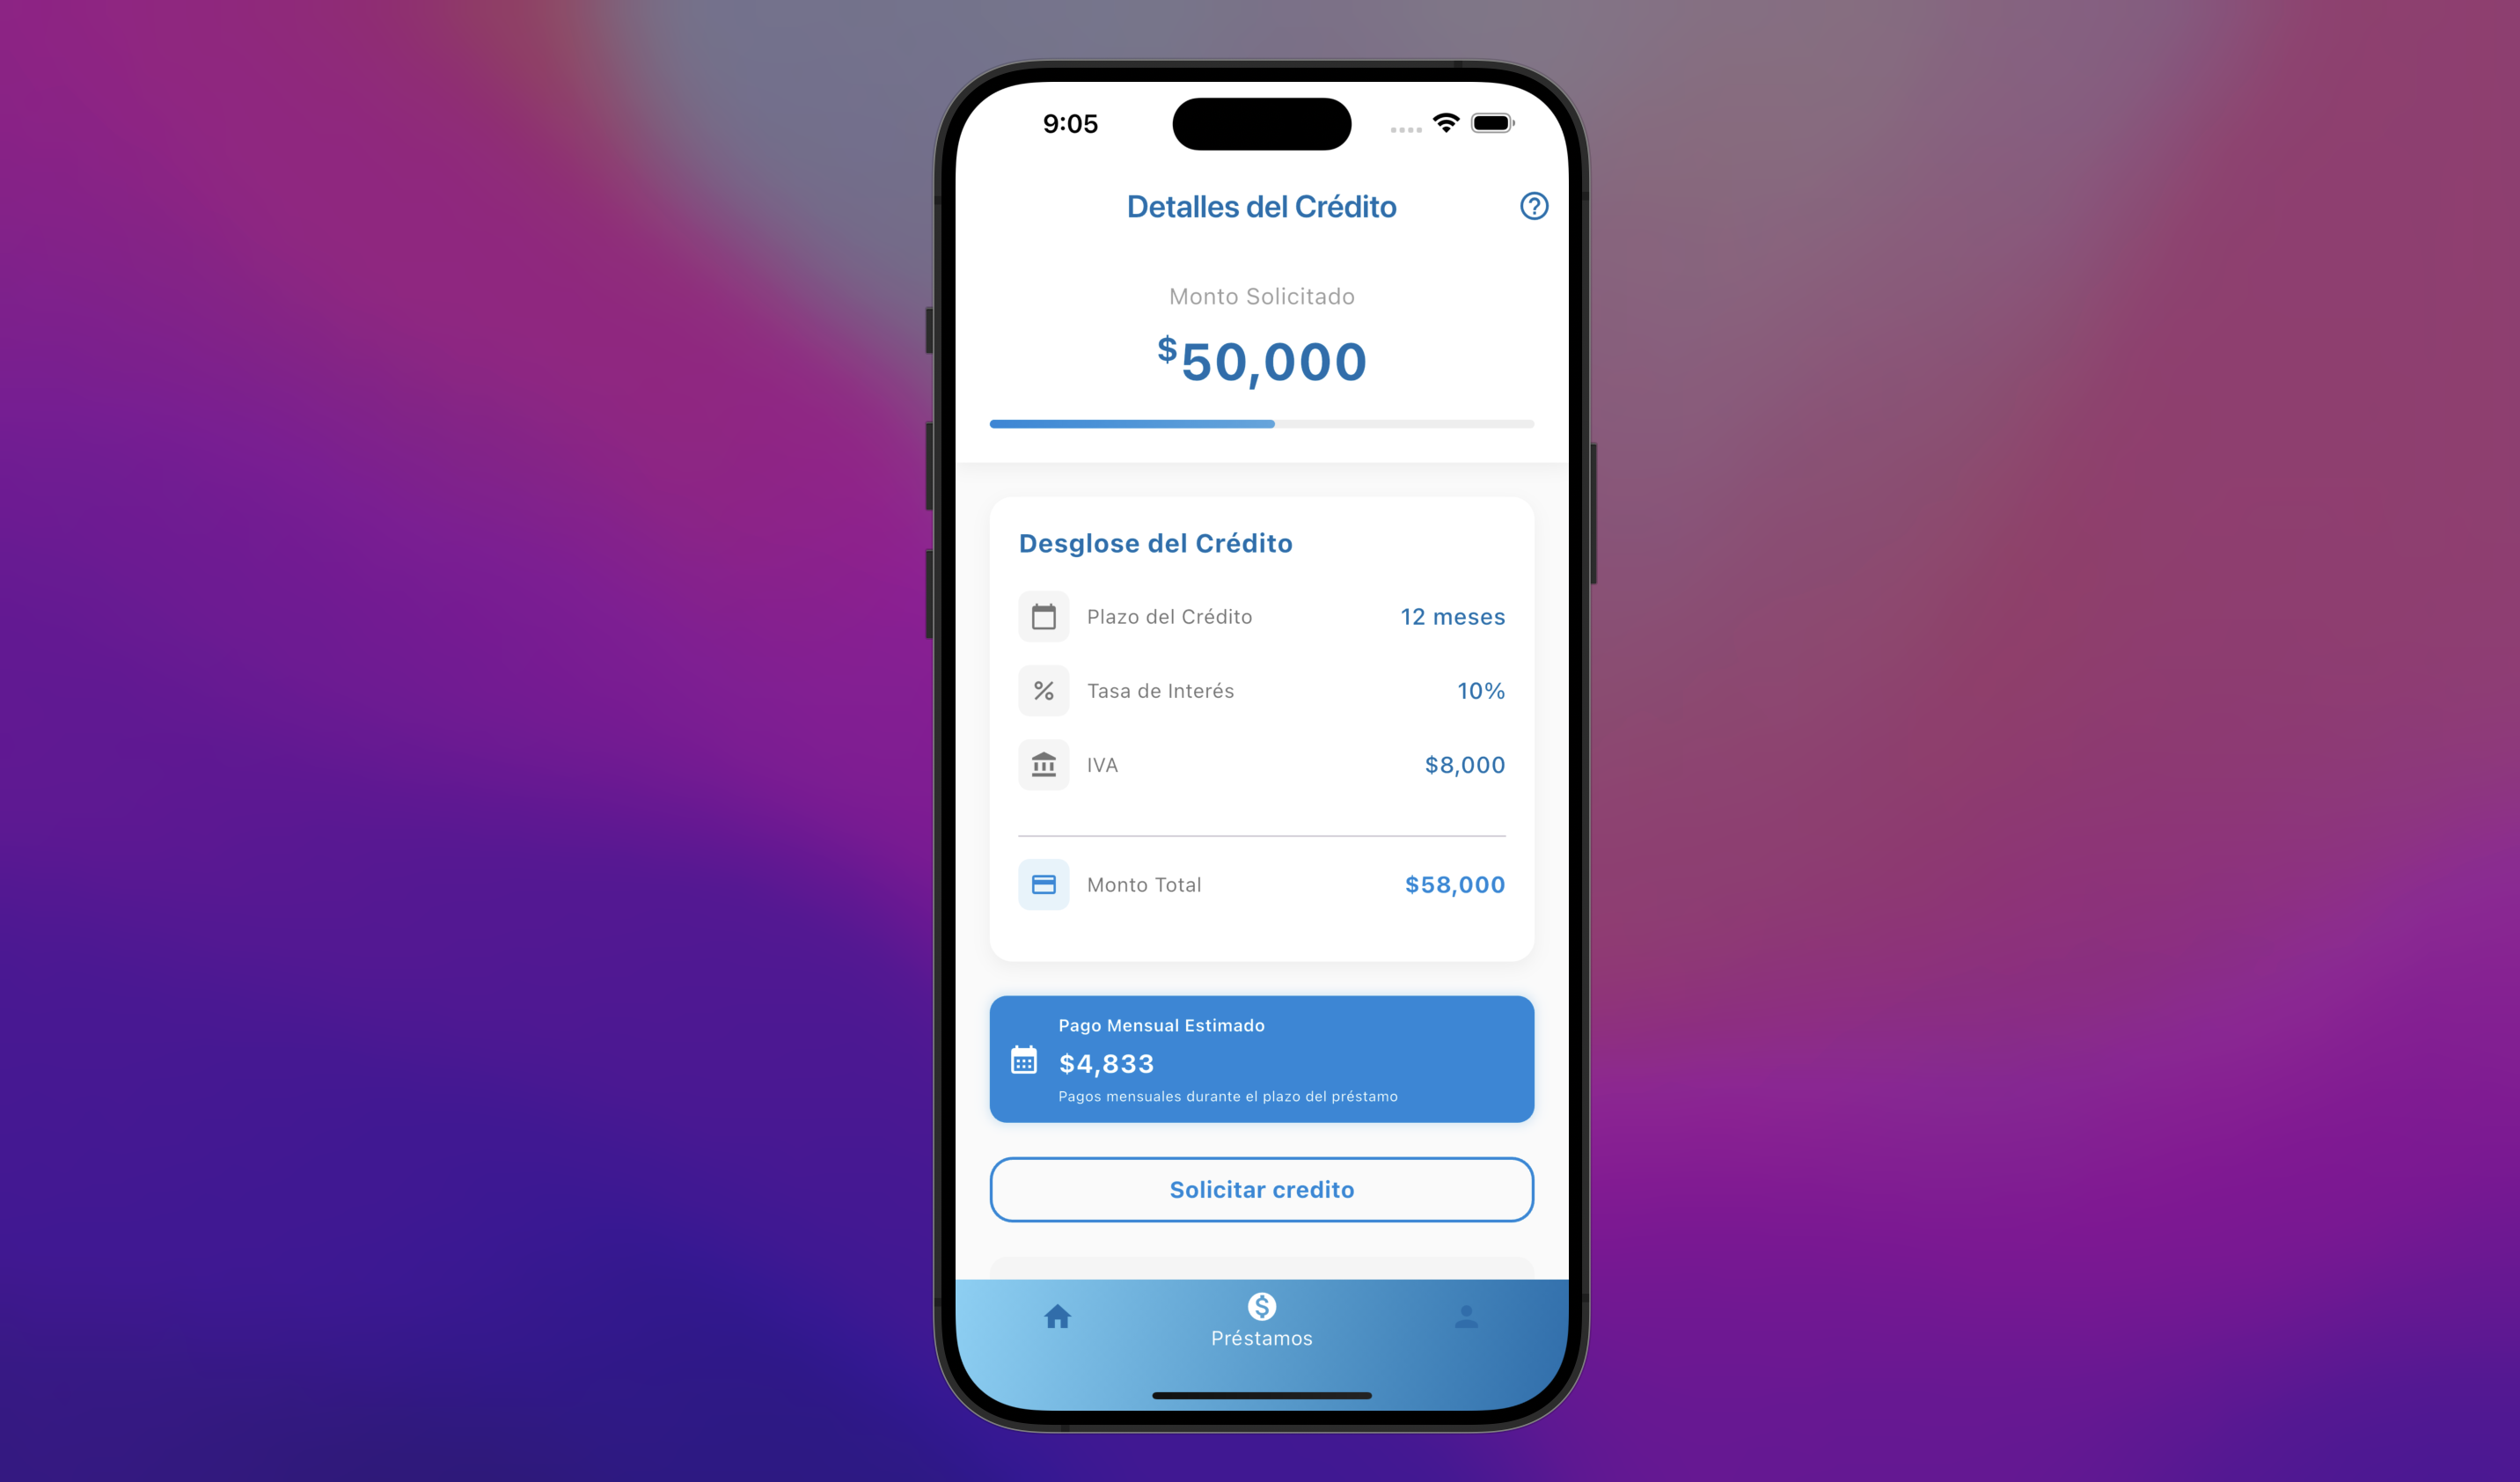 9:05
Detalles del Crédito
Monto Solicitado
$50,000
Desglose del Crédito
Plazo del Crédito 12 meses
Tasa de Interés 10%
IVA $8,000
Monto Total $58,000
Pago Mensual Estimado
$4,833
Pagos mensuales durante el plazo del préstamo
Solicitar credito
Préstamos